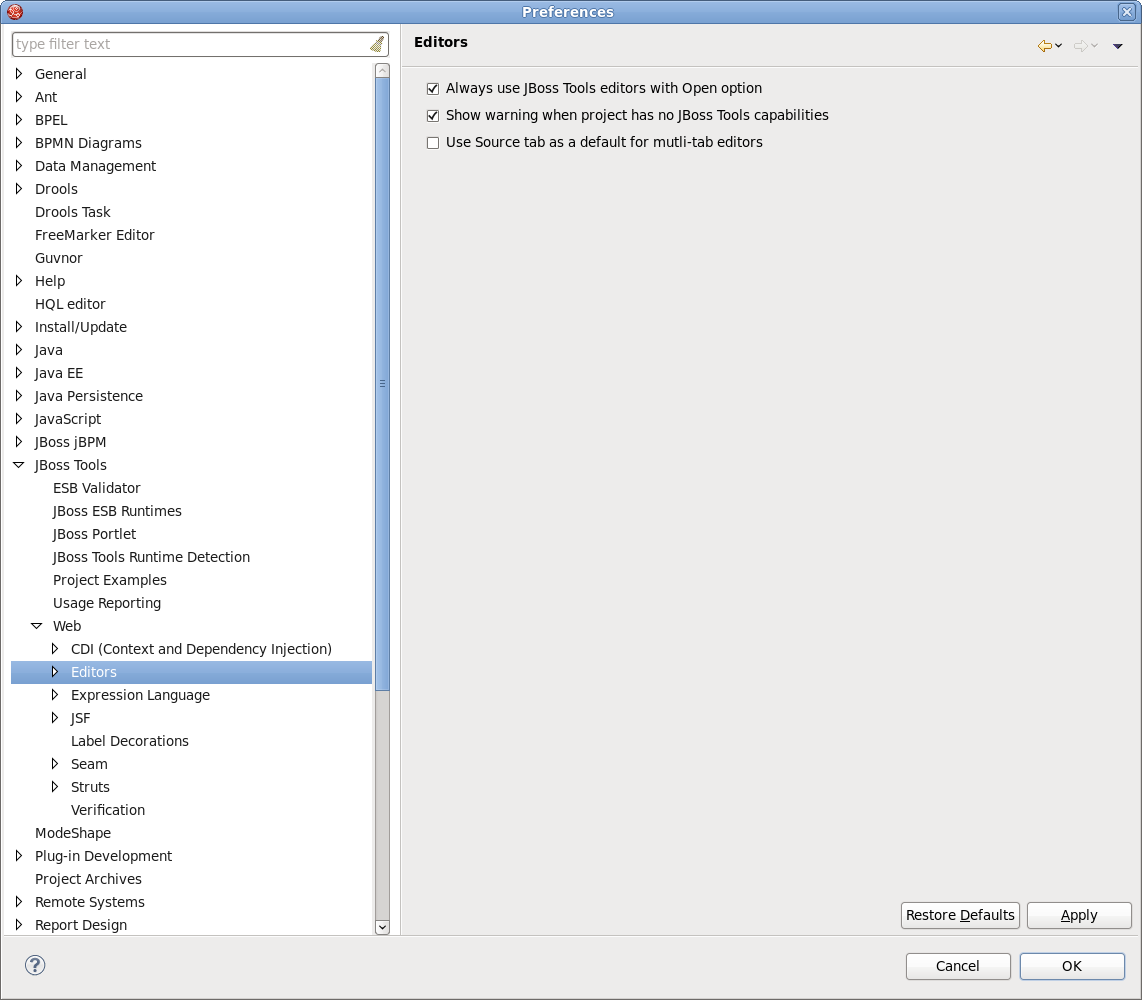 Preferences
type filter text
General
Ant
BPEL
BPMN Diagrams
Data Management
Drools
Drools Task
FreeMarker Editor
Guvnor
Help
HQL editor
Install/Update
Java
Java EE
Java Persistence
JavaScript
JBoss jBPM
JBoss Tools
ESB Validator
JBoss ESB Runtimes
JBoss Portlet
JBoss Tools Runtime Detection
Project Examples
Usage Reporting
Web
CDI (Context and Dependency Injection)
Editors
Expression Language
JSF
Label Decorations
Seam
Struts
Verification
ModeShape
Plug-in Development
Project Archives
Remote Systems
Report Design
Editors
Always use JBoss Tools editors with Open option
Show warning when project has no JBoss Tools capabilities
Use Source tab as a default for mutli-tab editors
Restore Defaults
Apply
?
Cancel
OK